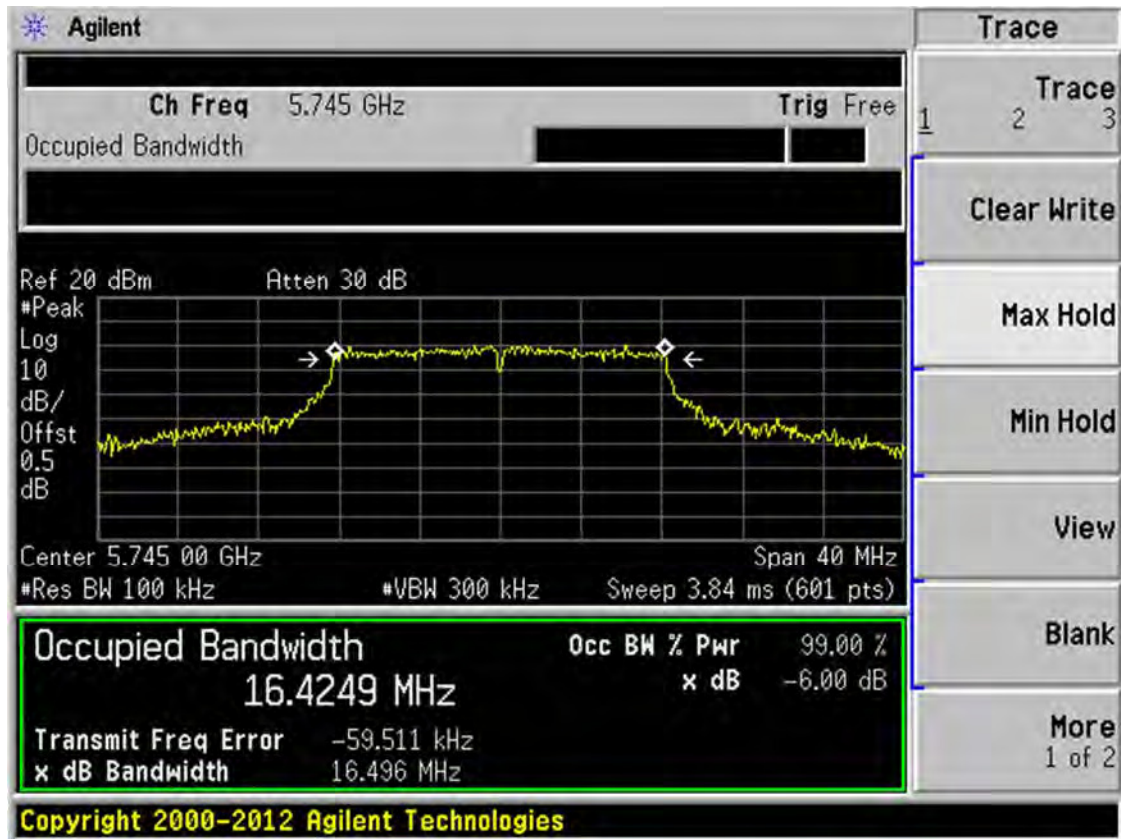 Agilent
Trace
Ch Freq 5.745 GHz Trig Free
Occupied Bandwidth
Trace
1 2 3
Clear Write
Max Hold
Min Hold
View
Blank
More
1 of 2
Ref 20 dBm Atten 30 dB
#Peak
Log
10
dB/
Offst
0.5
dB
Center 5.745 00 GHz Span 40 MHz
#Res BW 100 kHz #VBW 300 kHz Sweep 3.84 ms (601 pts)
Occupied Bandwidth
16.4249 MHz
Occ BW % Pwr 99.00 %
x dB -6.00 dB
Transmit Freq Error -59.511 kHz
x dB Bandwidth 16.496 MHz
Copyright 2000-2012 Agilent Technologies